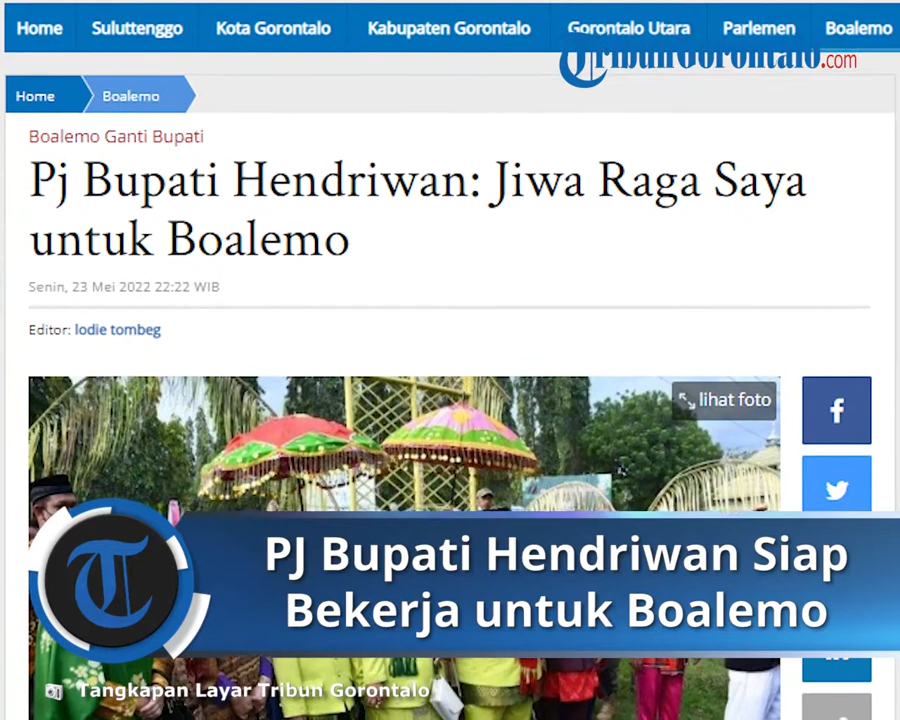 Home Suluttenggo Kota Gorontalo Kabupaten Gorontalo Gorontalo Utara Parlemen Boalemo
TribunGorontalo.com
Home Boalemo
Boalemo Ganti Bupati
Pj Bupati Hendriwan: Jiwa Raga Saya
untuk Boalemo
Senin, 23 Mei 2022 22:22 WIB
Editor: lodie tombeg
lihat foto
PJ Bupati Hendriwan Siap
Bekerja untuk Boalemo
Tangkapan Layar Tribun Gorontalo